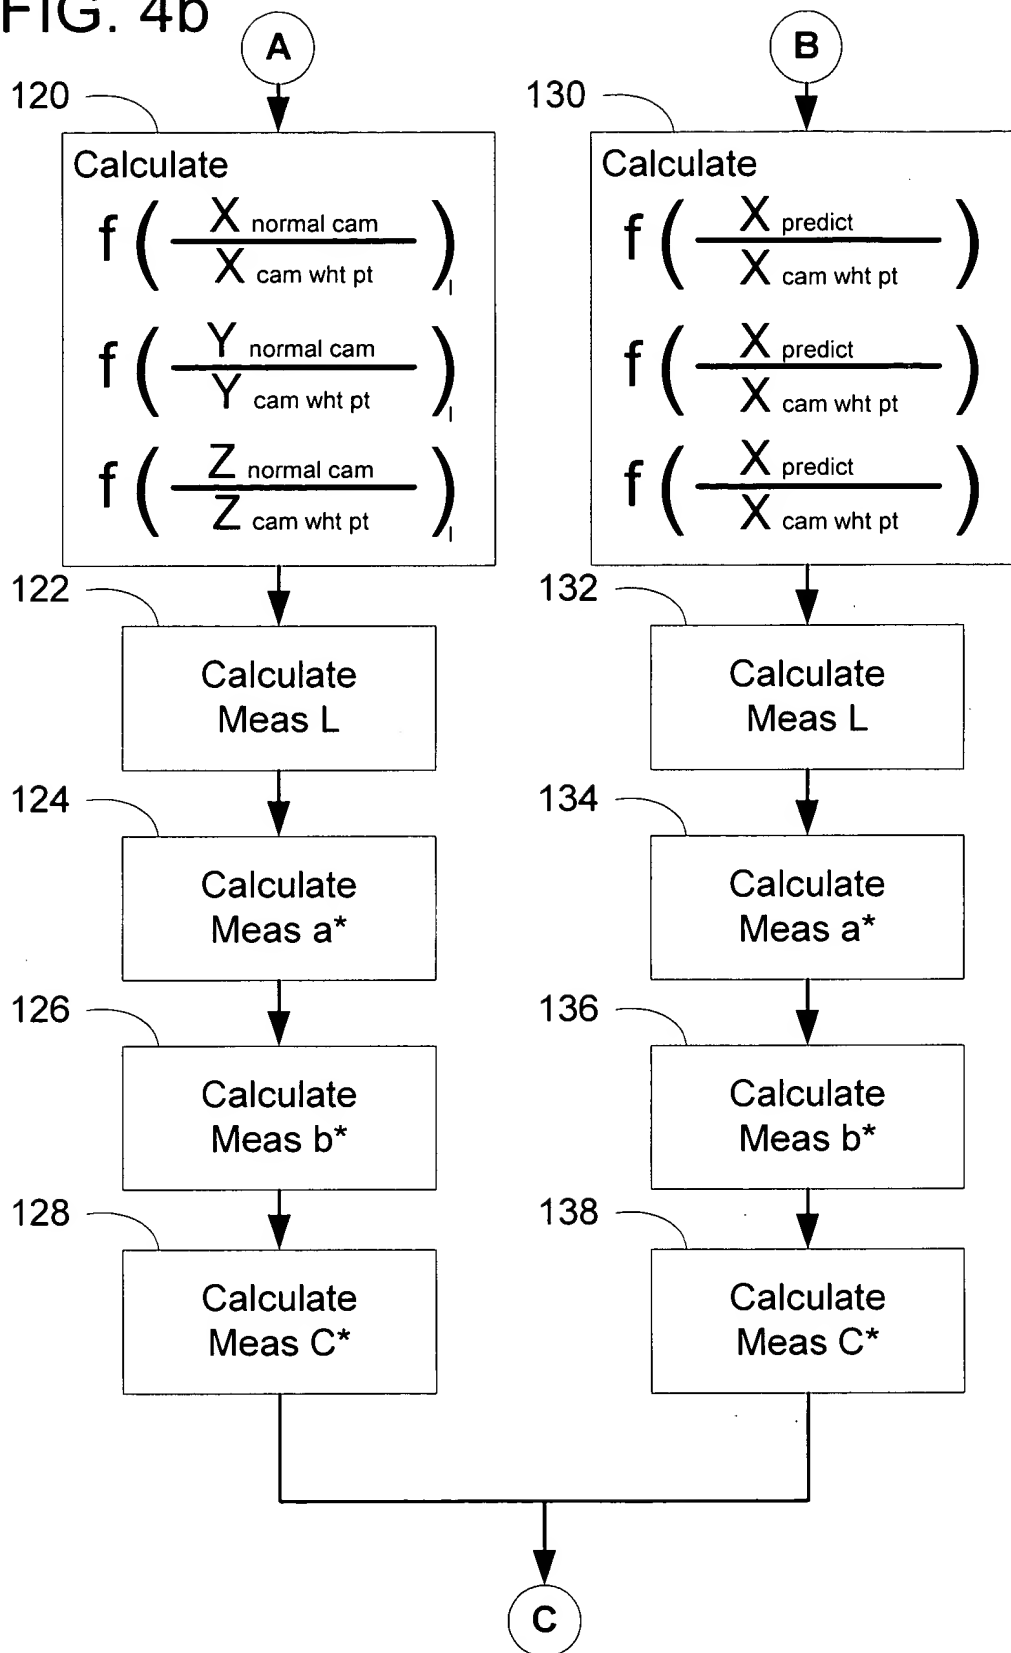 FIG. 4b
A
120
Calculate
f ( X normal cam / X cam wht pt )
f ( Y normal cam / Y cam wht pt )
f ( Z normal cam / Z cam wht pt )
122
Calculate
Meas L
124
Calculate
Meas a*
126
Calculate
Meas b*
128
Calculate
Meas C*
B
130
Calculate
f ( X predict / X cam wht pt )
f ( X predict / X cam wht pt )
f ( X predict / X cam wht pt )
132
Calculate
Meas L
134
Calculate
Meas a*
136
Calculate
Meas b*
138
Calculate
Meas C*
C